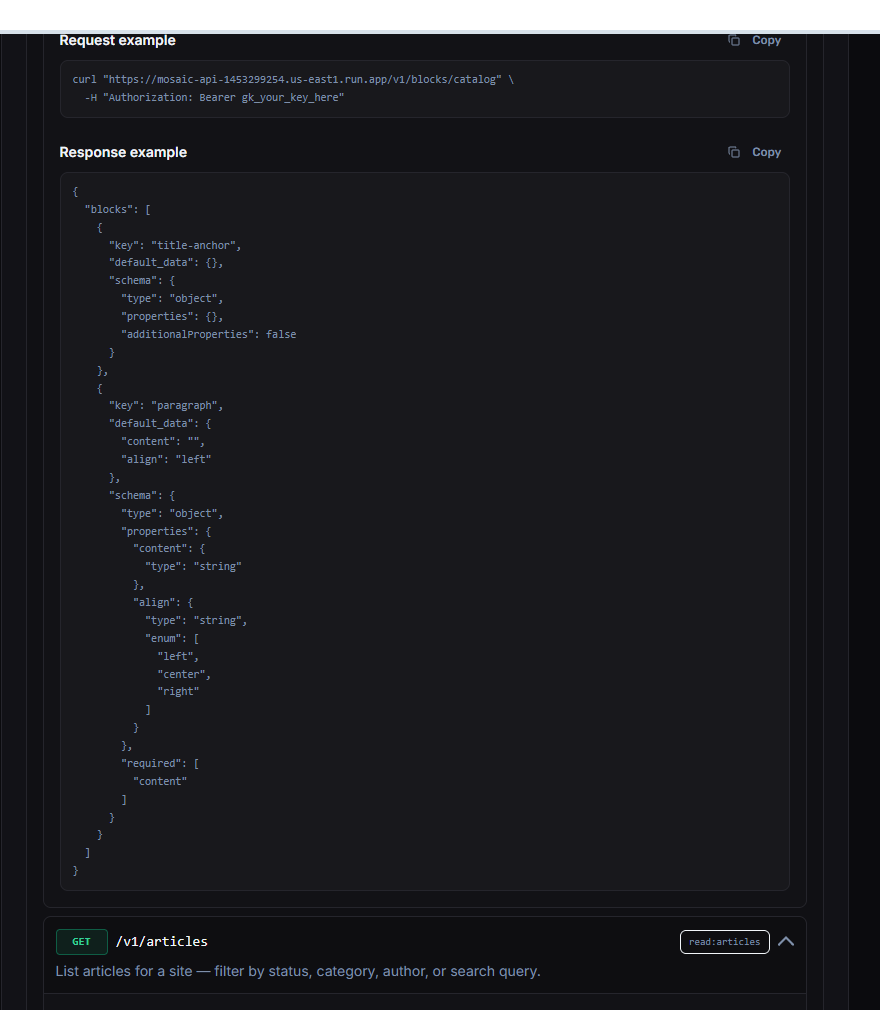 Request example
Copy
curl "https://mosaic-api-1453299254.us-east1.run.app/v1/blocks/catalog" \
  -H "Authorization: Bearer gk_your_key_here"
Response example
Copy
{
  "blocks": [
    {
      "key": "title-anchor",
      "default_data": {},
      "schema": {
        "type": "object",
        "properties": {},
        "additionalProperties": false
      }
    },
    {
      "key": "paragraph",
      "default_data": {
        "content": "",
        "align": "left"
      },
      "schema": {
        "type": "object",
        "properties": {
          "content": {
            "type": "string"
          },
          "align": {
            "type": "string",
            "enum": [
              "left",
              "center",
              "right"
            ]
          }
        },
        "required": [
          "content"
        ]
      }
    }
  ]
}
GET /v1/articles
read:articles
List articles for a site — filter by status, category, author, or search query.